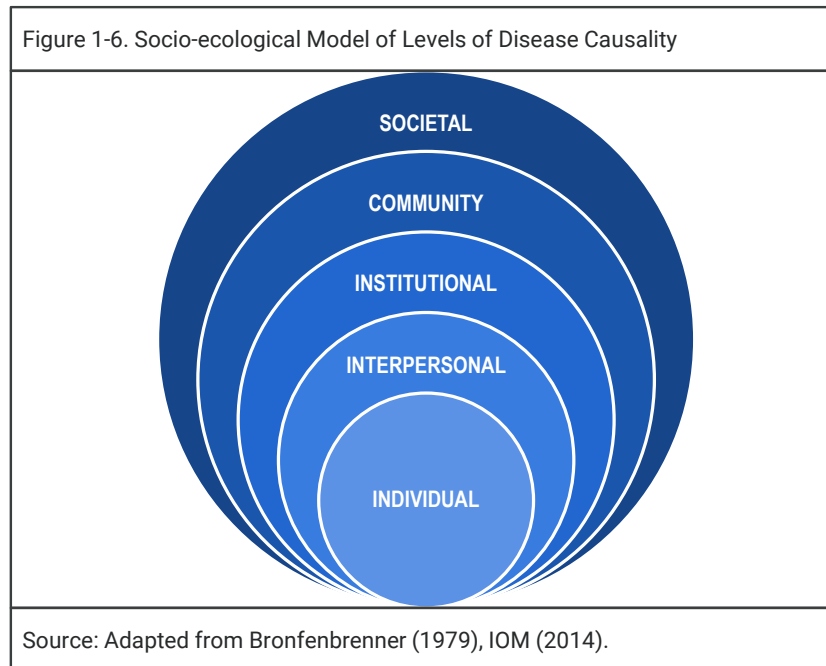 Figure 1-6. Socio-ecological Model of Levels of Disease Causality
SOCIETAL
COMMUNITY
INSTITUTIONAL
INTERPERSONAL
INDIVIDUAL
Source: Adapted from Bronfenbrenner (1979), IOM (2014).